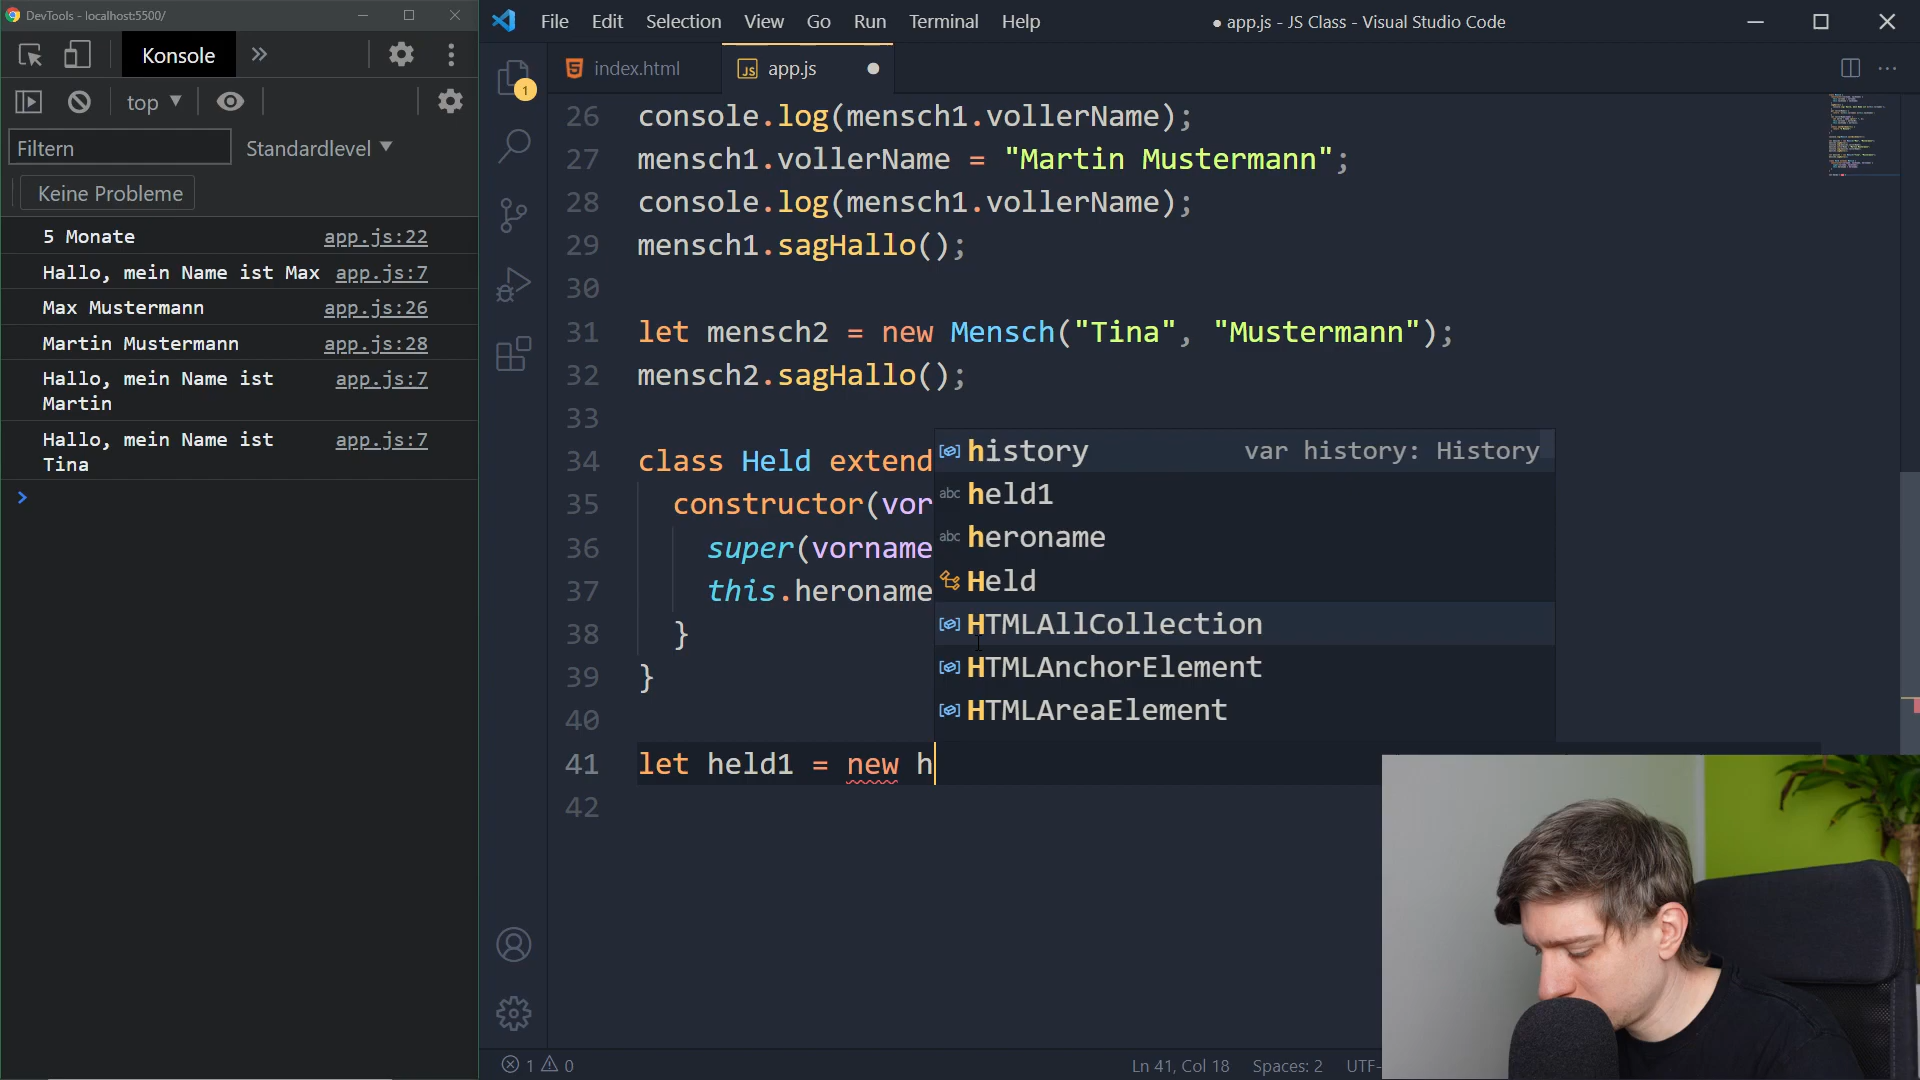 DevTools - localhost:5500/
Konsole
top
Filtern
Standardlevel
Keine Probleme
5 Monate app.js:22
Hallo, mein Name ist Max app.js:7
Max Mustermann app.js:26
Martin Mustermann app.js:28
Hallo, mein Name ist app.js:7
Martin
Hallo, mein Name ist app.js:7
Tina
File Edit Selection View Go Run Terminal Help
● app.js - JS Class - Visual Studio Code
index.html
JS app.js
1
26 console.log(mensch1.vollerName);
27 mensch1.vollerName = "Martin Mustermann";
28 console.log(mensch1.vollerName);
29 mensch1.sagHallo();
30
31 let mensch2 = new Mensch("Tina", "Mustermann");
32 mensch2.sagHallo();
33
34 class Held extend
35 constructor(vor
36 super(vorname
37 this.heroname
38 }
39 }
40
41 let held1 = new h
42
history var history: History
abc held1
abc heroname
Held
HTMLAllCollection
HTMLAnchorElement
HTMLAreaElement
1 0
Ln 41, Col 18 Spaces: 2 UTF-